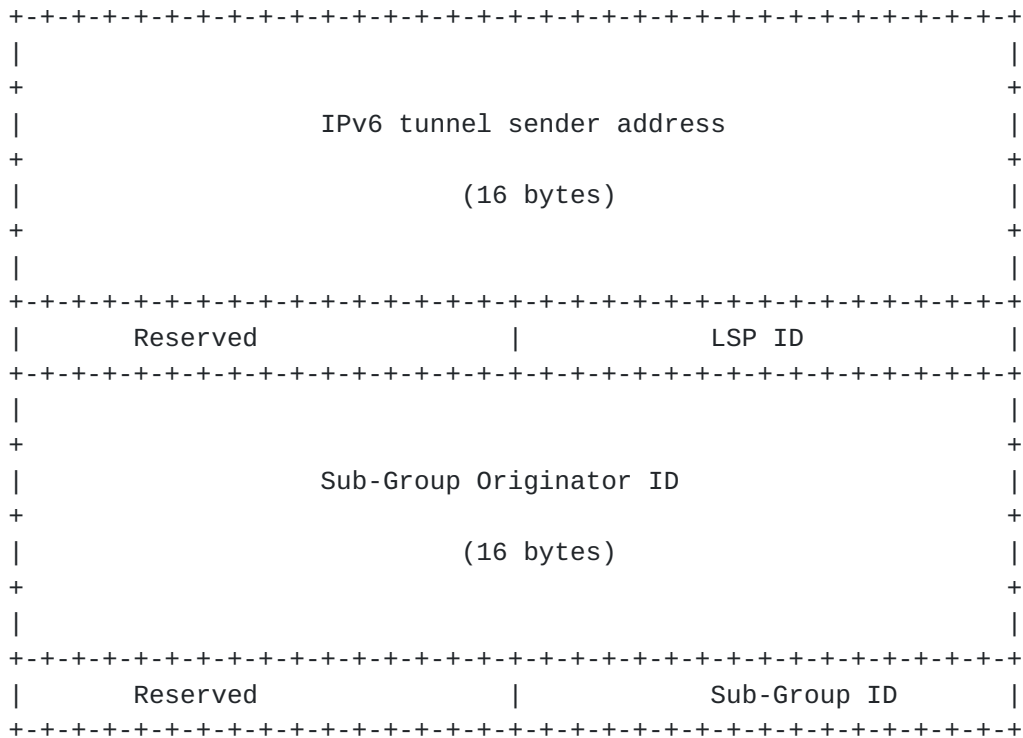 +-+-+-+-+-+-+-+-+-+-+-+-+-+-+-+-+-+-+-+-+-+-+-+-+-+-+-+-+-+-+-+-+
|                                                               |
+                                                               +
|                   IPv6 tunnel sender address                  |
+                                                               +
|                            (16 bytes)                         |
+                                                               +
|                                                               |
+-+-+-+-+-+-+-+-+-+-+-+-+-+-+-+-+-+-+-+-+-+-+-+-+-+-+-+-+-+-+-+-+
|       Reserved                |            LSP ID             |
+-+-+-+-+-+-+-+-+-+-+-+-+-+-+-+-+-+-+-+-+-+-+-+-+-+-+-+-+-+-+-+-+
|                                                               |
+                                                               +
|                   Sub-Group Originator ID                     |
+                                                               +
|                            (16 bytes)                         |
+                                                               +
|                                                               |
+-+-+-+-+-+-+-+-+-+-+-+-+-+-+-+-+-+-+-+-+-+-+-+-+-+-+-+-+-+-+-+-+
|       Reserved                |            Sub-Group ID       |
+-+-+-+-+-+-+-+-+-+-+-+-+-+-+-+-+-+-+-+-+-+-+-+-+-+-+-+-+-+-+-+-+